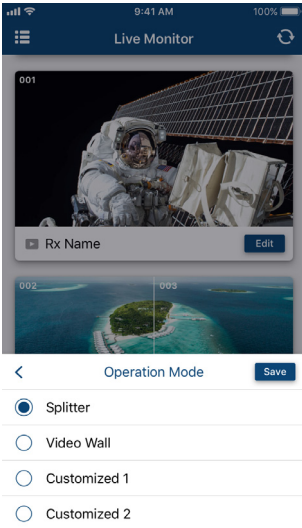 9:41 AM 100%
Live Monitor
001
Rx Name Edit
002 003
Operation Mode Save
Splitter
Video Wall
Customized 1
Customized 2